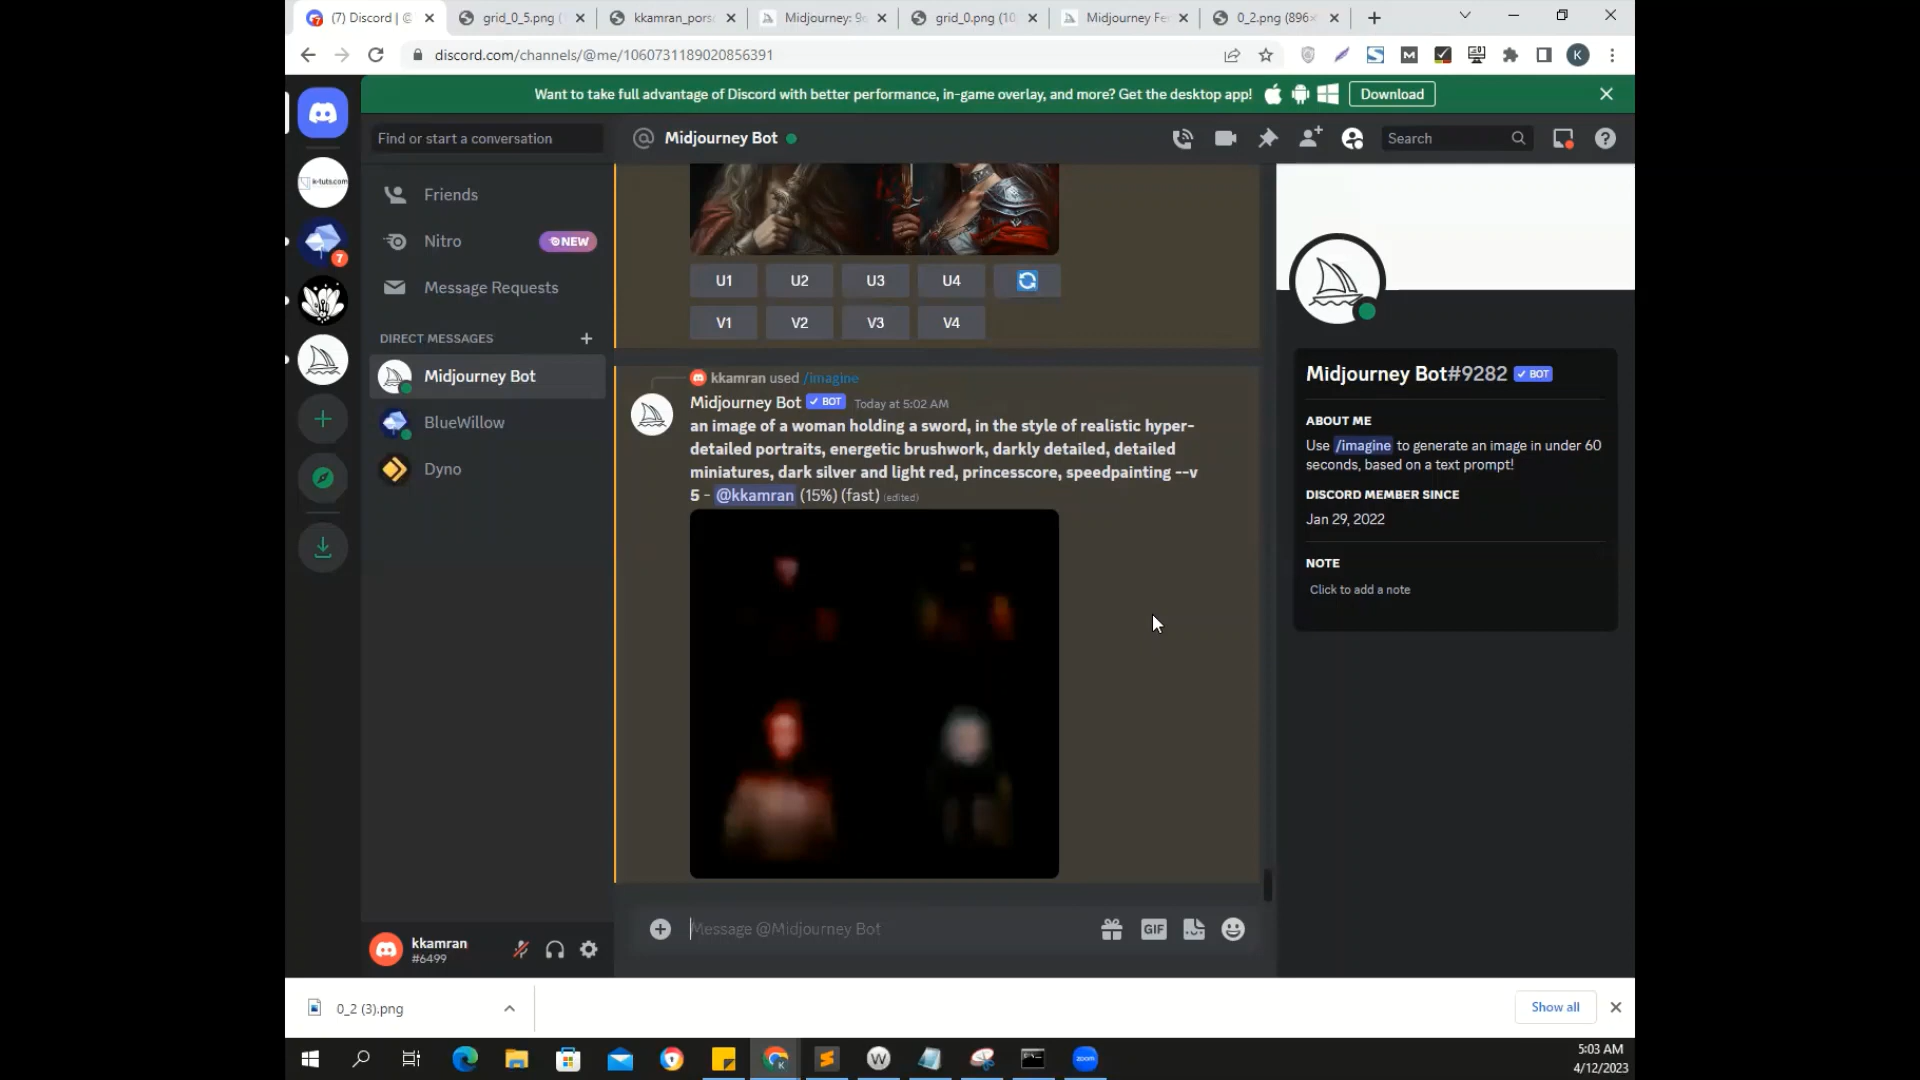 (7) Discord | @
grid_0_5.png (
kkamran_pors
Midjourney: 9
grid_0.png (10
Midjourney Fe
0_2.png (896×
discord.com/channels/@me/1060731189020856391
K
Want to take full advantage of Discord with better performance, in-game overlay, and more? Get the desktop app!
Download
Find or start a conversation
Midjourney Bot
Search
k-tuts.com
7
Friends
Nitro
NEW
Message Requests
DIRECT MESSAGES
Midjourney Bot
BlueWillow
Dyno
U1
U2
U3
U4
V1
V2
V3
V4
kkamran used /imagine
Midjourney Bot BOT Today at 5:02 AM
an image of a woman holding a sword, in the style of realistic hyper-
detailed portraits, energetic brushwork, darkly detailed, detailed
miniatures, dark silver and light red, princesscore, speedpainting --v
5 - @kkamran (15%) (fast) (edited)
Message @Midjourney Bot
GIF
Midjourney Bot#9282 BOT
ABOUT ME
Use /imagine to generate an image in under 60
seconds, based on a text prompt!
DISCORD MEMBER SINCE
Jan 29, 2022
NOTE
Click to add a note
kkamran
#6499
0_2 (3).png
Show all
zoom
5:03 AM
4/12/2023